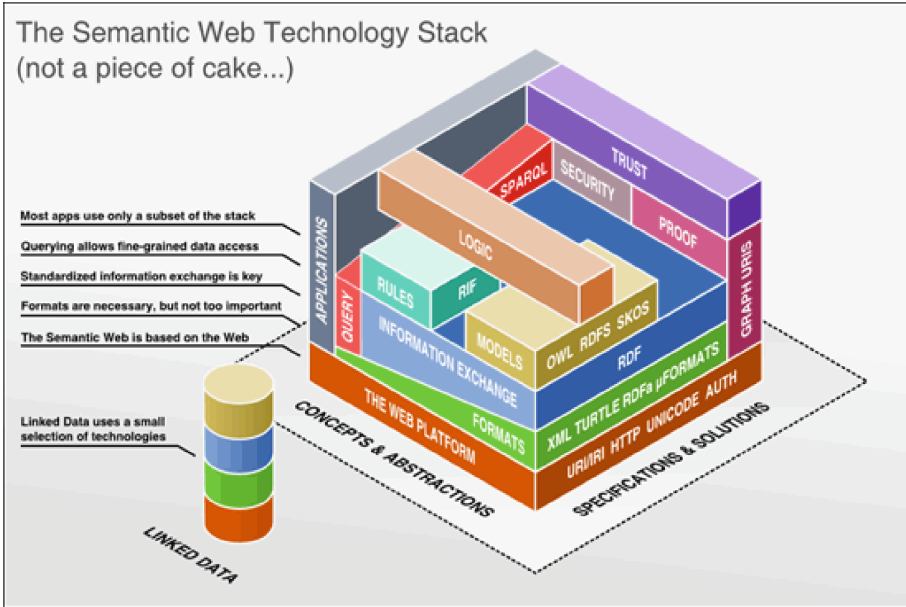 The Semantic Web Technology Stack
(not a piece of cake...)
Most apps use only a subset of the stack
Querying allows fine-grained data access
Standardized information exchange is key
Formats are necessary, but not too important
The Semantic Web is based on the Web
Linked Data uses a small
selection of technologies
LINKED DATA
APPLICATIONS
TRUST
SPARQL
SECURITY
PROOF
LOGIC
RULES
RIF
QUERY
INFORMATION EXCHANGE
MODELS
OWL RDFS SKOS
RDF
GRAPH URIS
FORMATS
XML TURTLE RDFa µFORMATS
THE WEB PLATFORM
URI/IRI HTTP UNICODE AUTH
CONCEPTS & ABSTRACTIONS
SPECIFICATIONS & SOLUTIONS